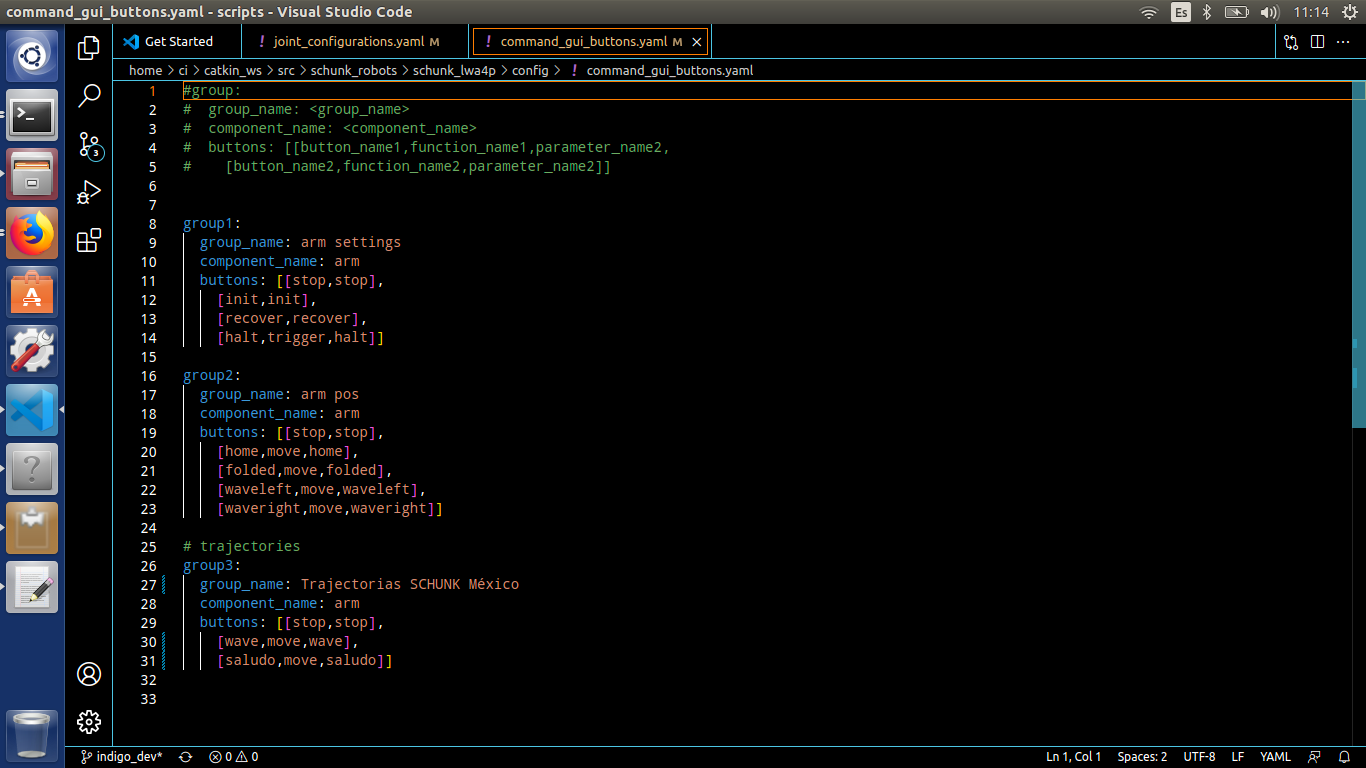 command_gui_buttons.yaml - scripts - Visual Studio Code
Es
11:14
Get Started
! joint_configurations.yaml M
! command_gui_buttons.yaml M
home > ci > catkin_ws > src > schunk_robots > schunk_lwa4p > config > ! command_gui_buttons.yaml
1 #group:
2 #  group_name: <group_name>
3 #  component_name: <component_name>
4 #  buttons: [[button_name1,function_name1,parameter_name2,
5 #    [button_name2,function_name2,parameter_name2]]
6
7
8 group1:
9   group_name: arm settings
10   component_name: arm
11   buttons: [[stop,stop],
12     [init,init],
13     [recover,recover],
14     [halt,trigger,halt]]
15
16 group2:
17   group_name: arm pos
18   component_name: arm
19   buttons: [[stop,stop],
20     [home,move,home],
21     [folded,move,folded],
22     [waveleft,move,waveleft],
23     [waveright,move,waveright]]
24
25 # trajectories
26 group3:
27   group_name: Trajectorias SCHUNK México
28   component_name: arm
29   buttons: [[stop,stop],
30     [wave,move,wave],
31     [saludo,move,saludo]]
32
33
3
indigo_dev*
0 0
Ln 1, Col 1
Spaces: 2
UTF-8
LF
YAML